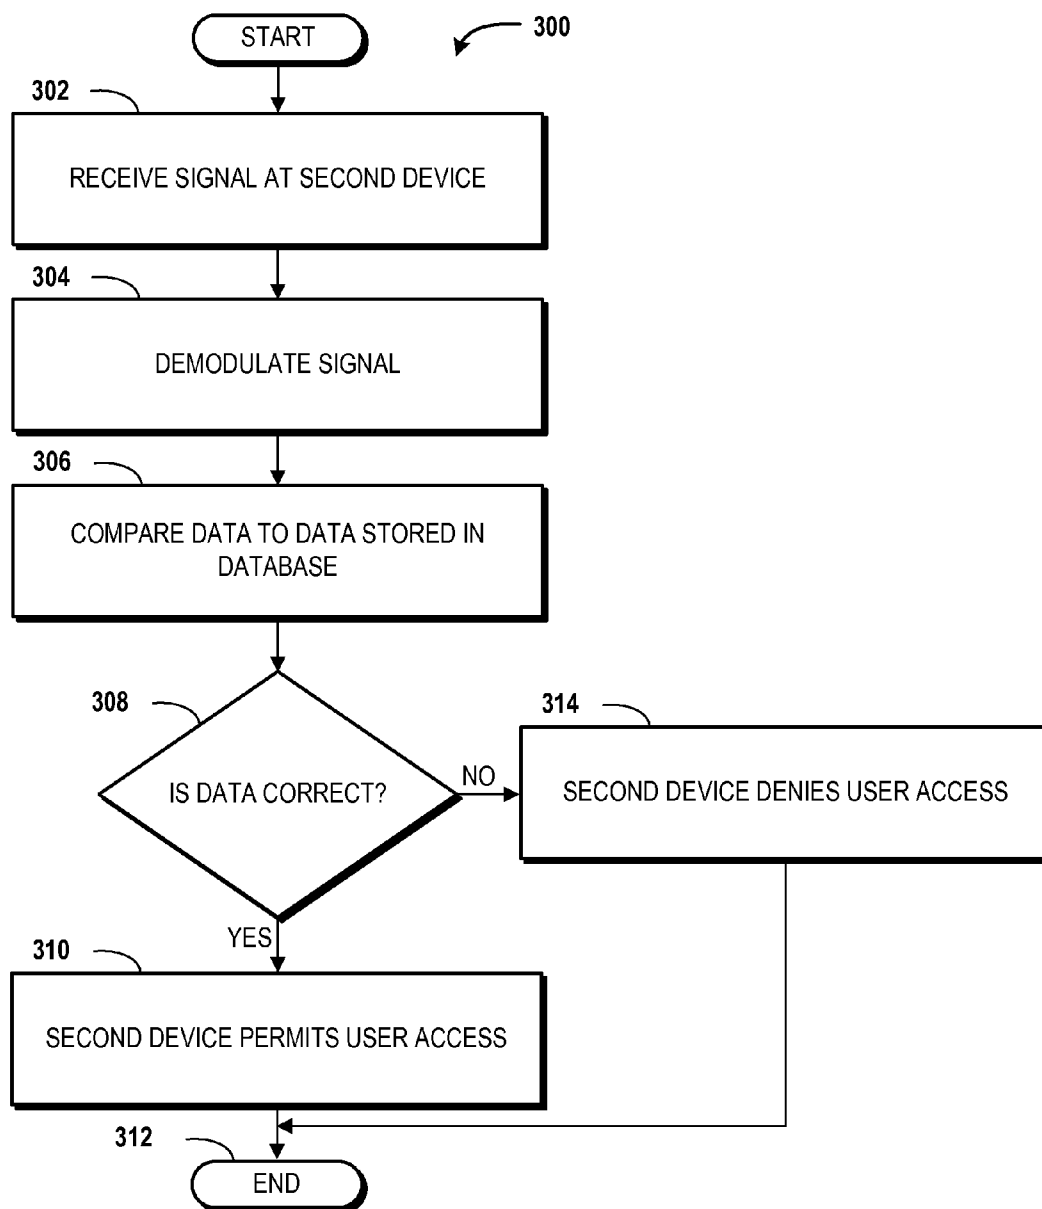 START
300
302
RECEIVE SIGNAL AT SECOND DEVICE
304
DEMODULATE SIGNAL
306
COMPARE DATA TO DATA STORED IN
DATABASE
308
IS DATA CORRECT?
NO
314
SECOND DEVICE DENIES USER ACCESS
YES
310
SECOND DEVICE PERMITS USER ACCESS
312
END